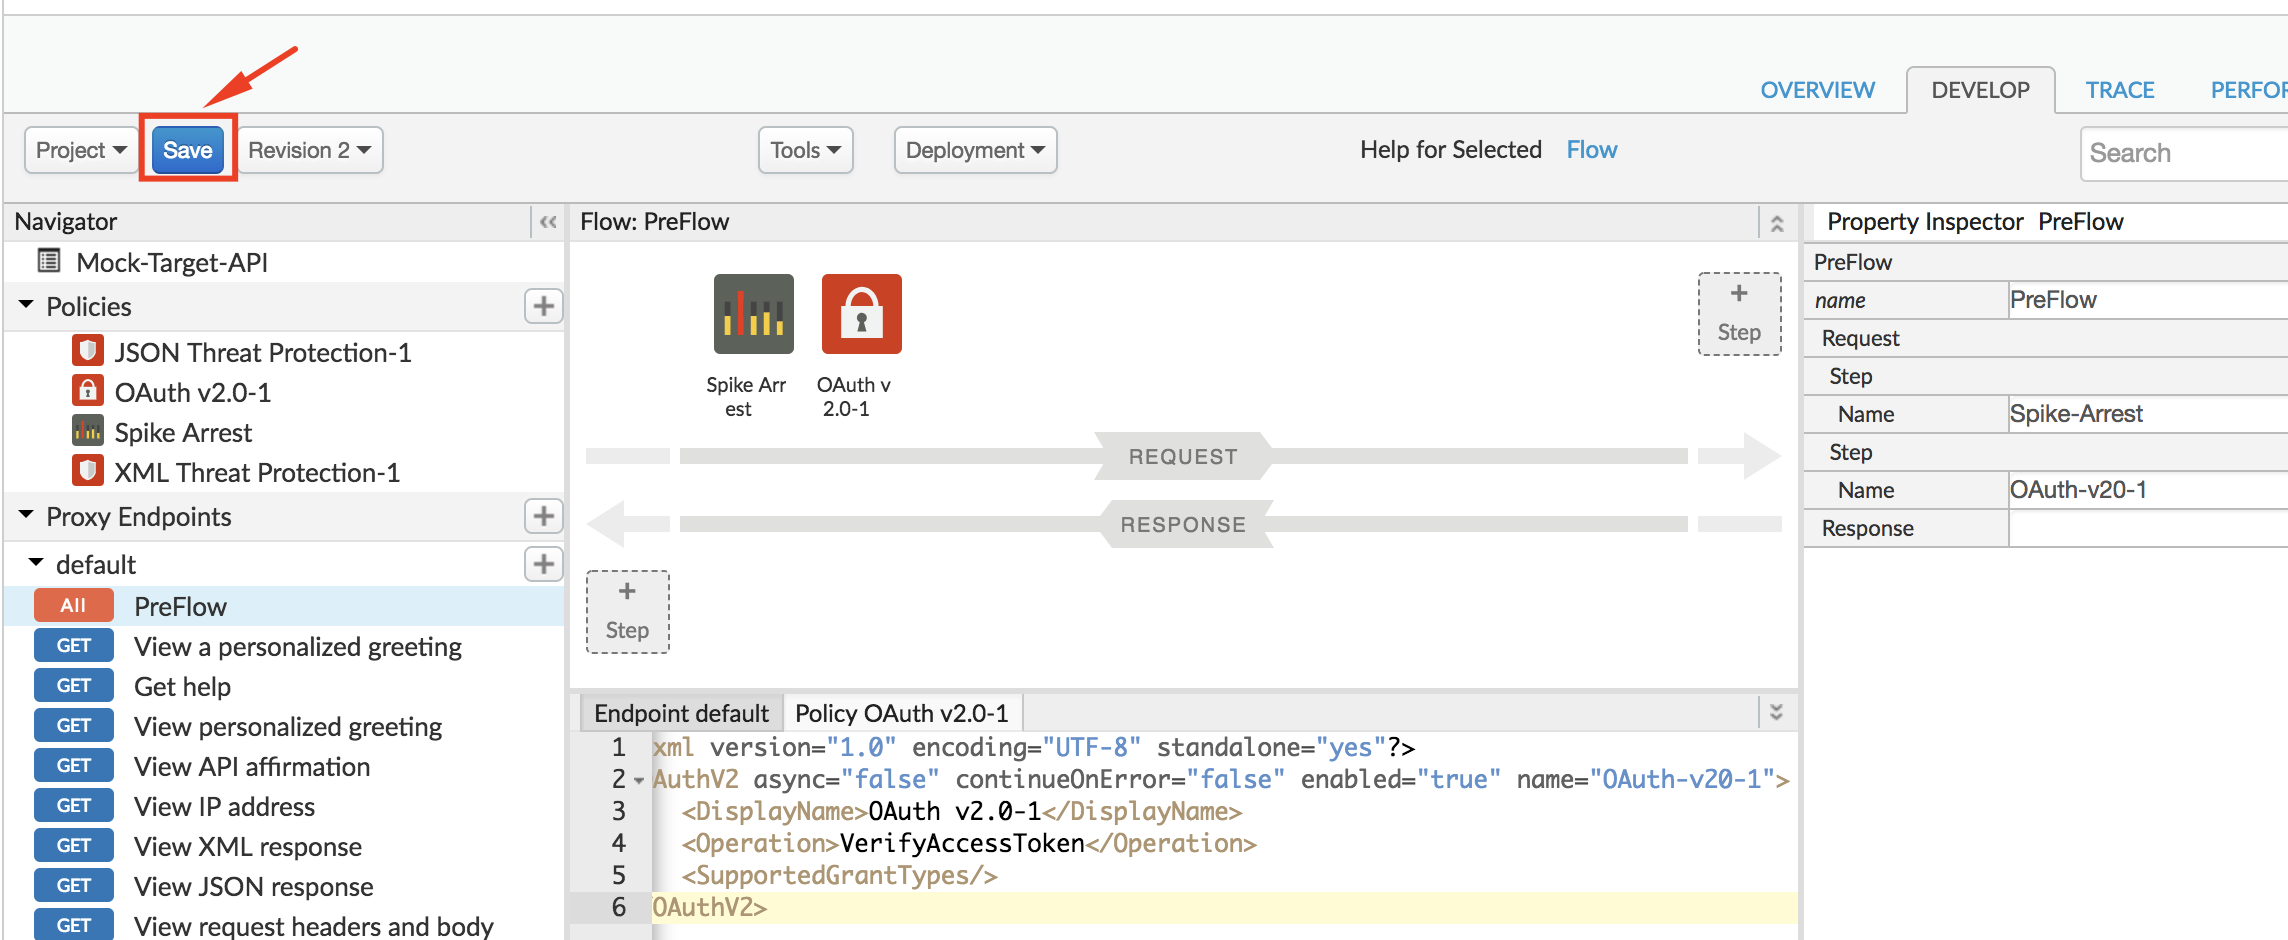 OVERVIEW DEVELOP TRACE PERFOR
Project Save Revision 2 Tools Deployment Help for Selected Flow Search
Navigator
Mock-Target-API
Policies +
JSON Threat Protection-1
OAuth v2.0-1
Spike Arrest
XML Threat Protection-1
Proxy Endpoints +
default +
All PreFlow
GET View a personalized greeting
GET Get help
GET View personalized greeting
GET View API affirmation
GET View IP address
GET View XML response
GET View JSON response
GET View request headers and body
Flow: PreFlow
Spike Arr
est
OAuth v
2.0-1
+
Step
REQUEST
RESPONSE
+
Step
Endpoint default Policy OAuth v2.0-1
1 xml version="1.0" encoding="UTF-8" standalone="yes"?>
2 AuthV2 async="false" continueOnError="false" enabled="true" name="OAuth-v20-1">
3 <DisplayName>OAuth v2.0-1</DisplayName>
4 <Operation>VerifyAccessToken</Operation>
5 <SupportedGrantTypes/>
6 OAuthV2>
Property Inspector PreFlow
PreFlow
name PreFlow
Request
Step
Name Spike-Arrest
Step
Name OAuth-v20-1
Response